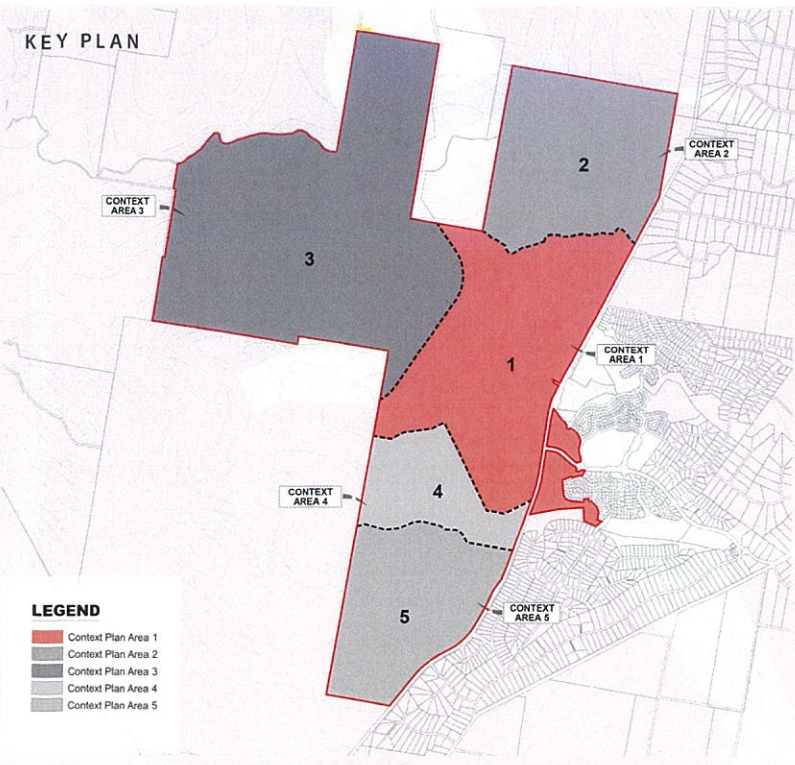 KEY PLAN
2
CONTEXT
AREA 2
CONTEXT
AREA 3
3
1
CONTEXT
AREA 1
4
CONTEXT
AREA 4
5
CONTEXT
AREA 5
LEGEND
Context Plan Area 1
Context Plan Area 2
Context Plan Area 3
Context Plan Area 4
Context Plan Area 5